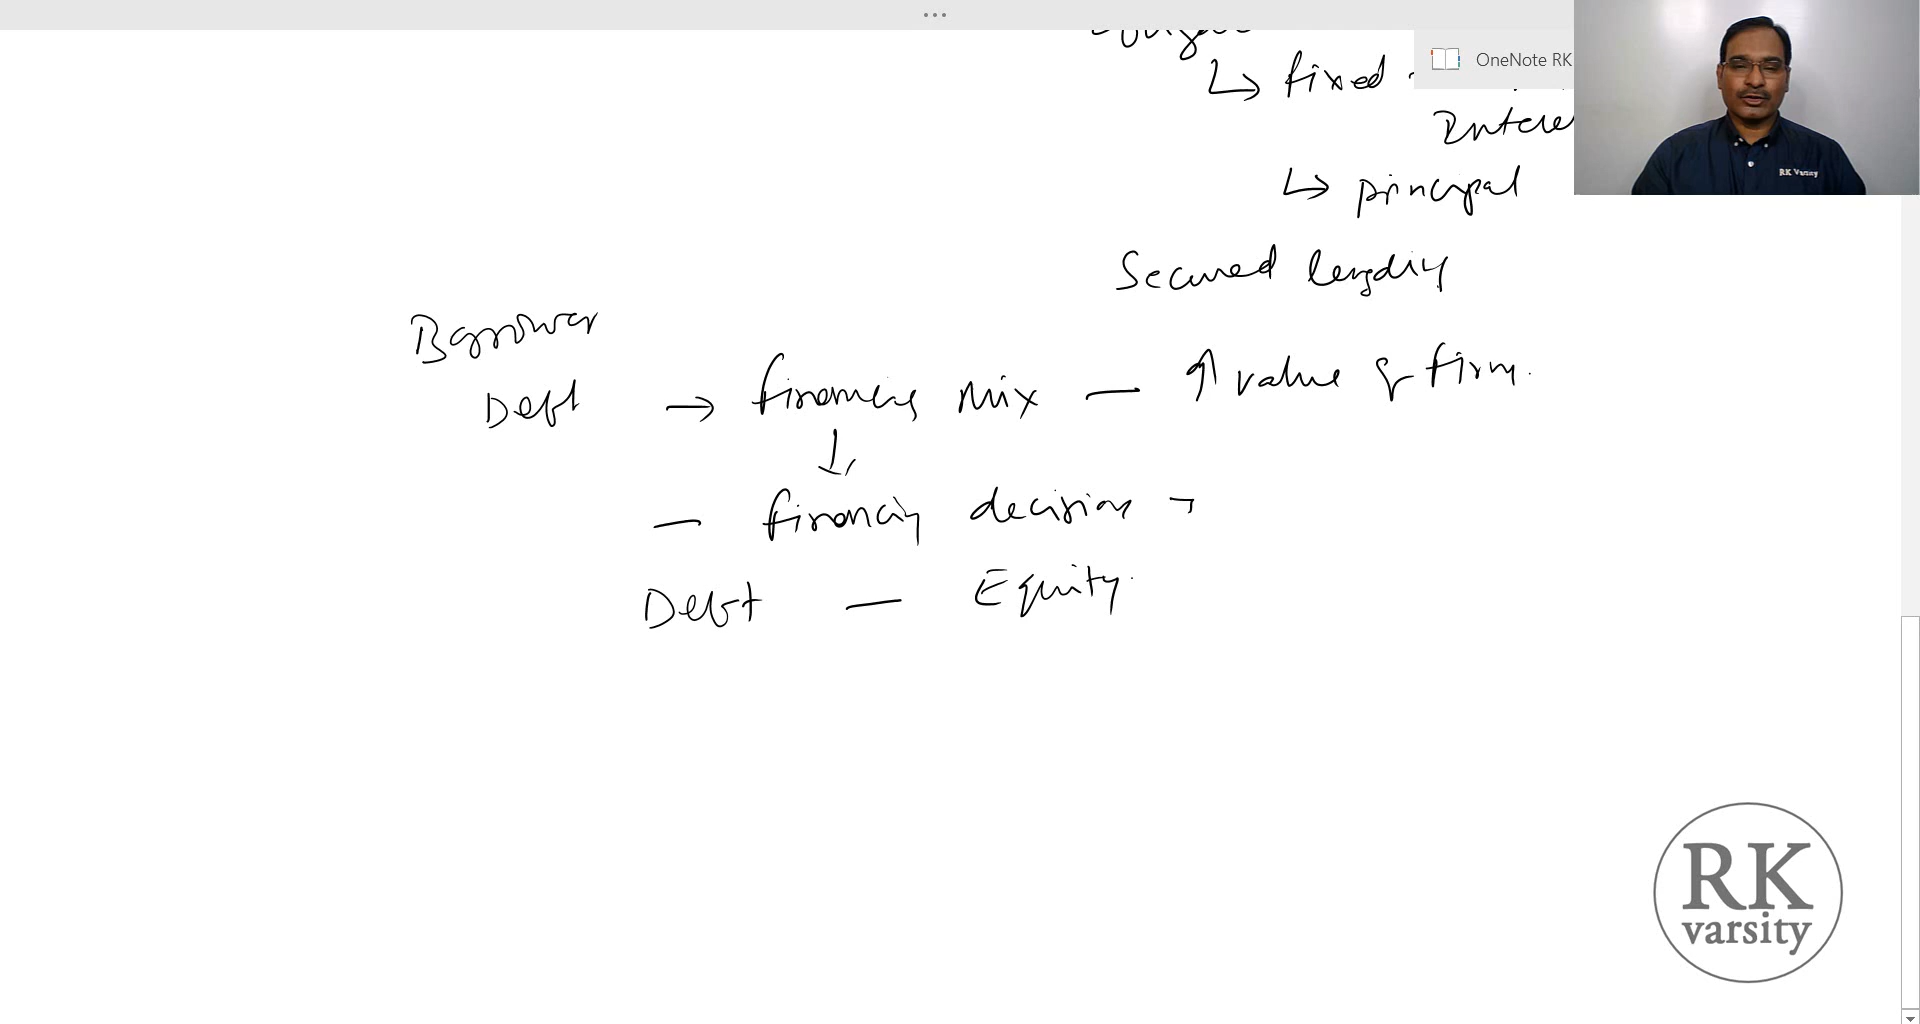 OneNote RK
↳ fixed
Intere
↳ principal
RK Varsity
Secured lending
Borrower
Debt → financing mix — ↑ value of firm.
↓
— financing decision →
Debt — Equity.
RK
varsity